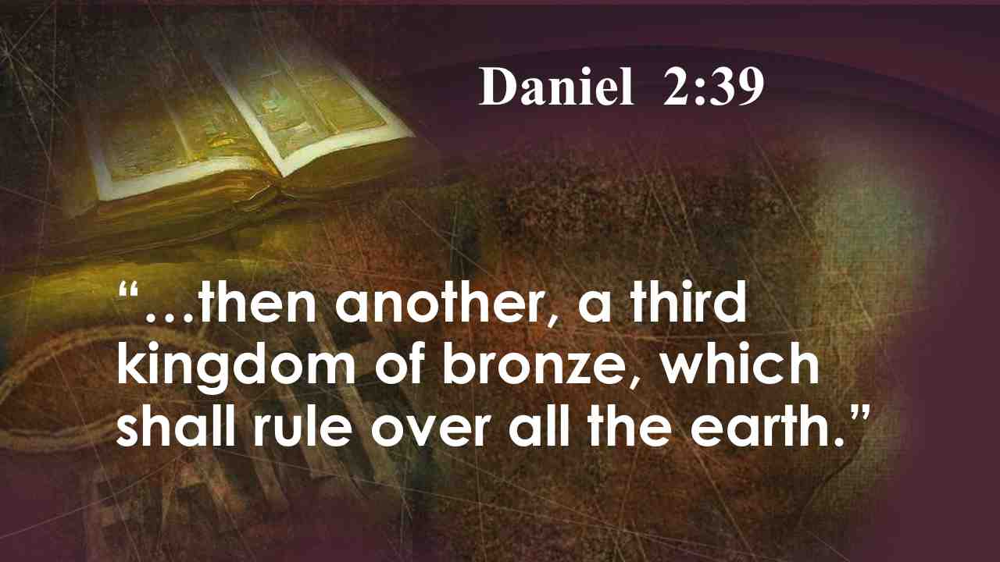 Daniel 2:39
“…then another, a third
kingdom of bronze, which
shall rule over all the earth.”